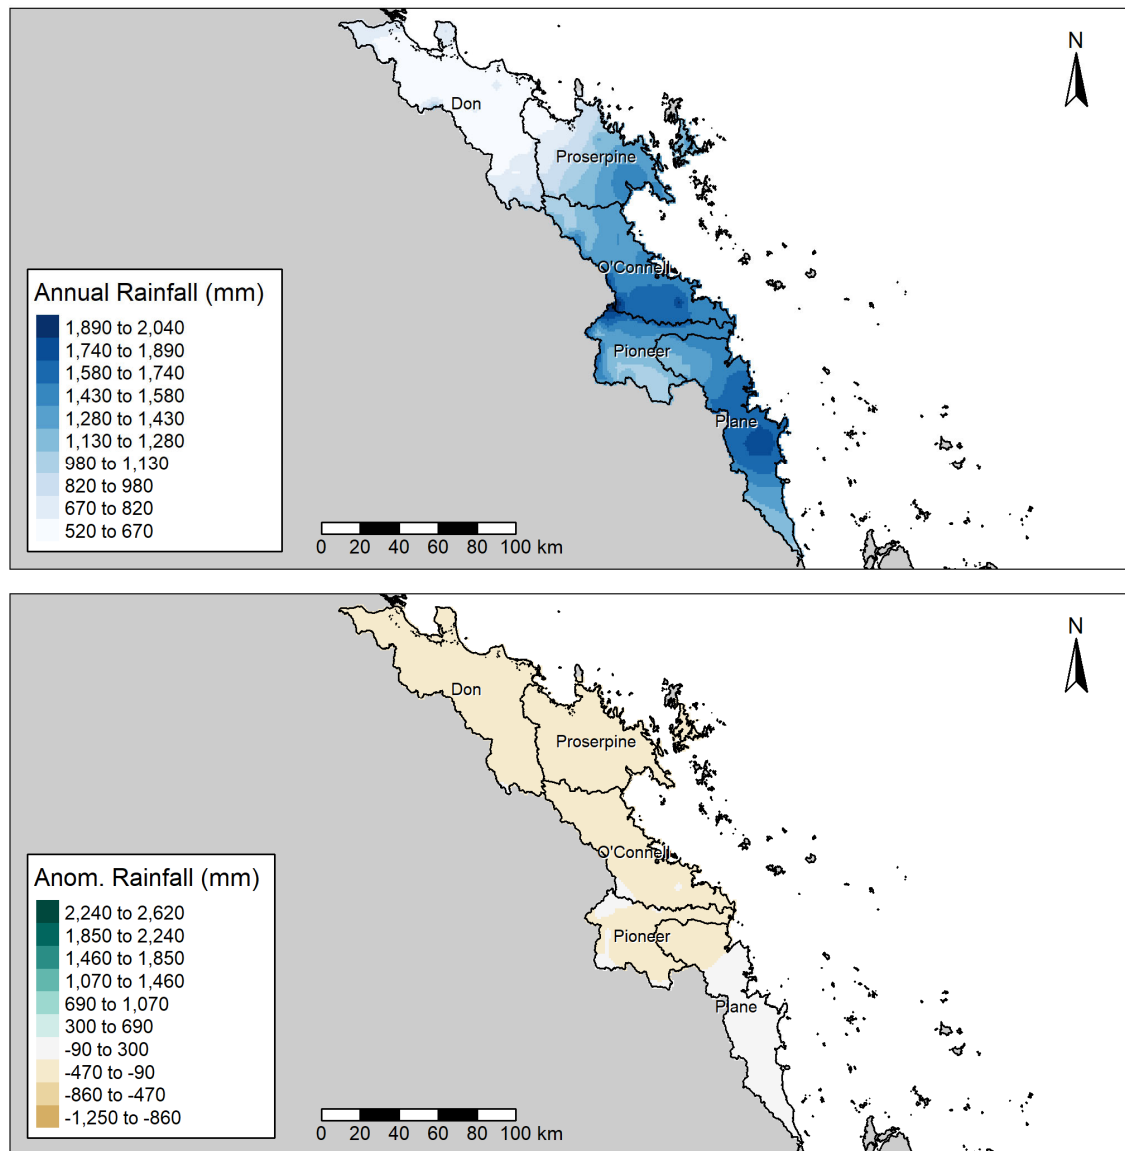 N
Don
Proserpine
O'Connell
Pioneer
Plane
Annual Rainfall (mm)
1,890 to 2,040
1,740 to 1,890
1,580 to 1,740
1,430 to 1,580
1,280 to 1,430
1,130 to 1,280
980 to 1,130
820 to 980
670 to 820
520 to 670
0 20 40 60 80 100 km
N
Don
Proserpine
O'Connell
Pioneer
Plane
Anom. Rainfall (mm)
2,240 to 2,620
1,850 to 2,240
1,460 to 1,850
1,070 to 1,460
690 to 1,070
300 to 690
-90 to 300
-470 to -90
-860 to -470
-1,250 to -860
0 20 40 60 80 100 km